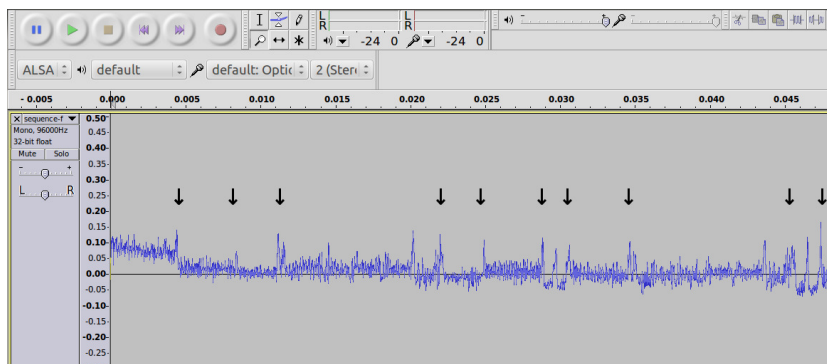 L
R
L
R
-24 0
-24 0
ALSA
default
default: Optic
2 (Ster
- 0.005 0.000 0.005 0.010 0.015 0.020 0.025 0.030 0.035 0.040 0.045
sequence-f
Mono, 96000Hz
32-bit float
Mute Solo
- +
L R
0.50
0.45
0.40
0.35
0.30
0.25
0.20
0.15
0.10
0.05
0.00
-0.05
-0.10
-0.15
-0.20
-0.25